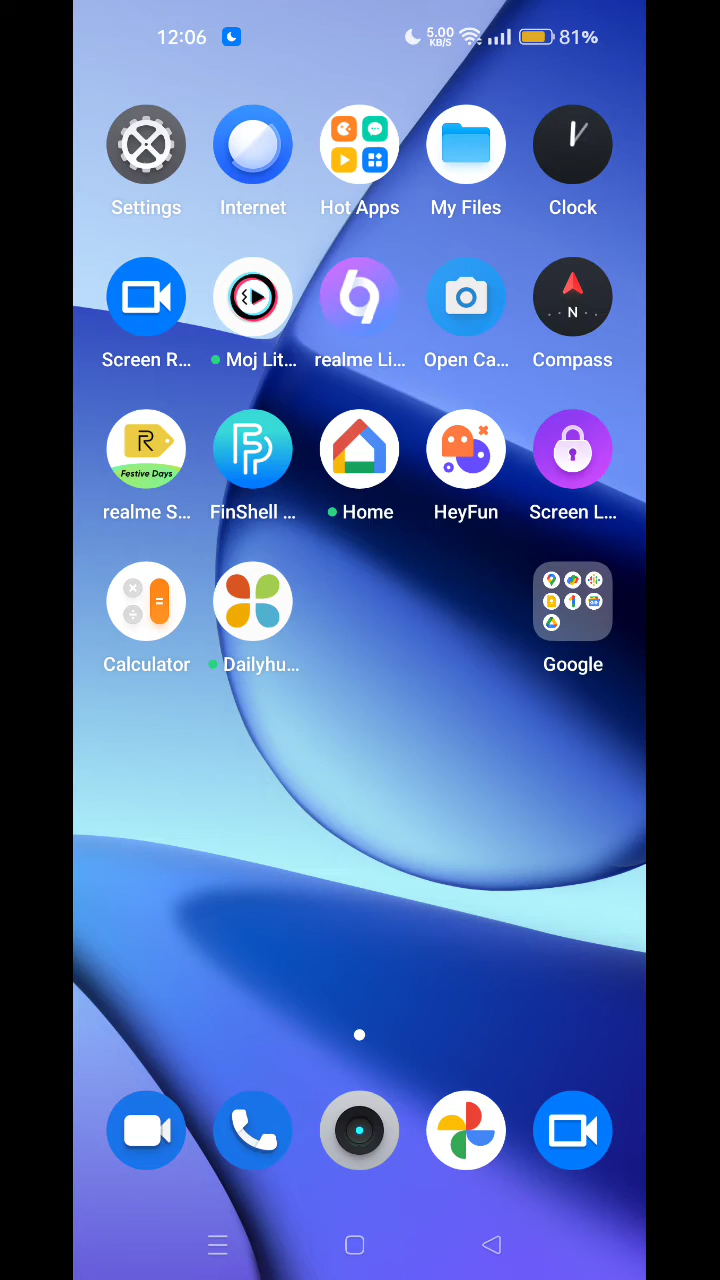 12:06 5.00 KB/S 81%
Settings Internet Hot Apps My Files Clock
N
Screen R... Moj Lit... realme Li... Open Ca... Compass
R
Festive Days
realme S... FinShell ... Home HeyFun Screen L...
Calculator Dailyhu... Google